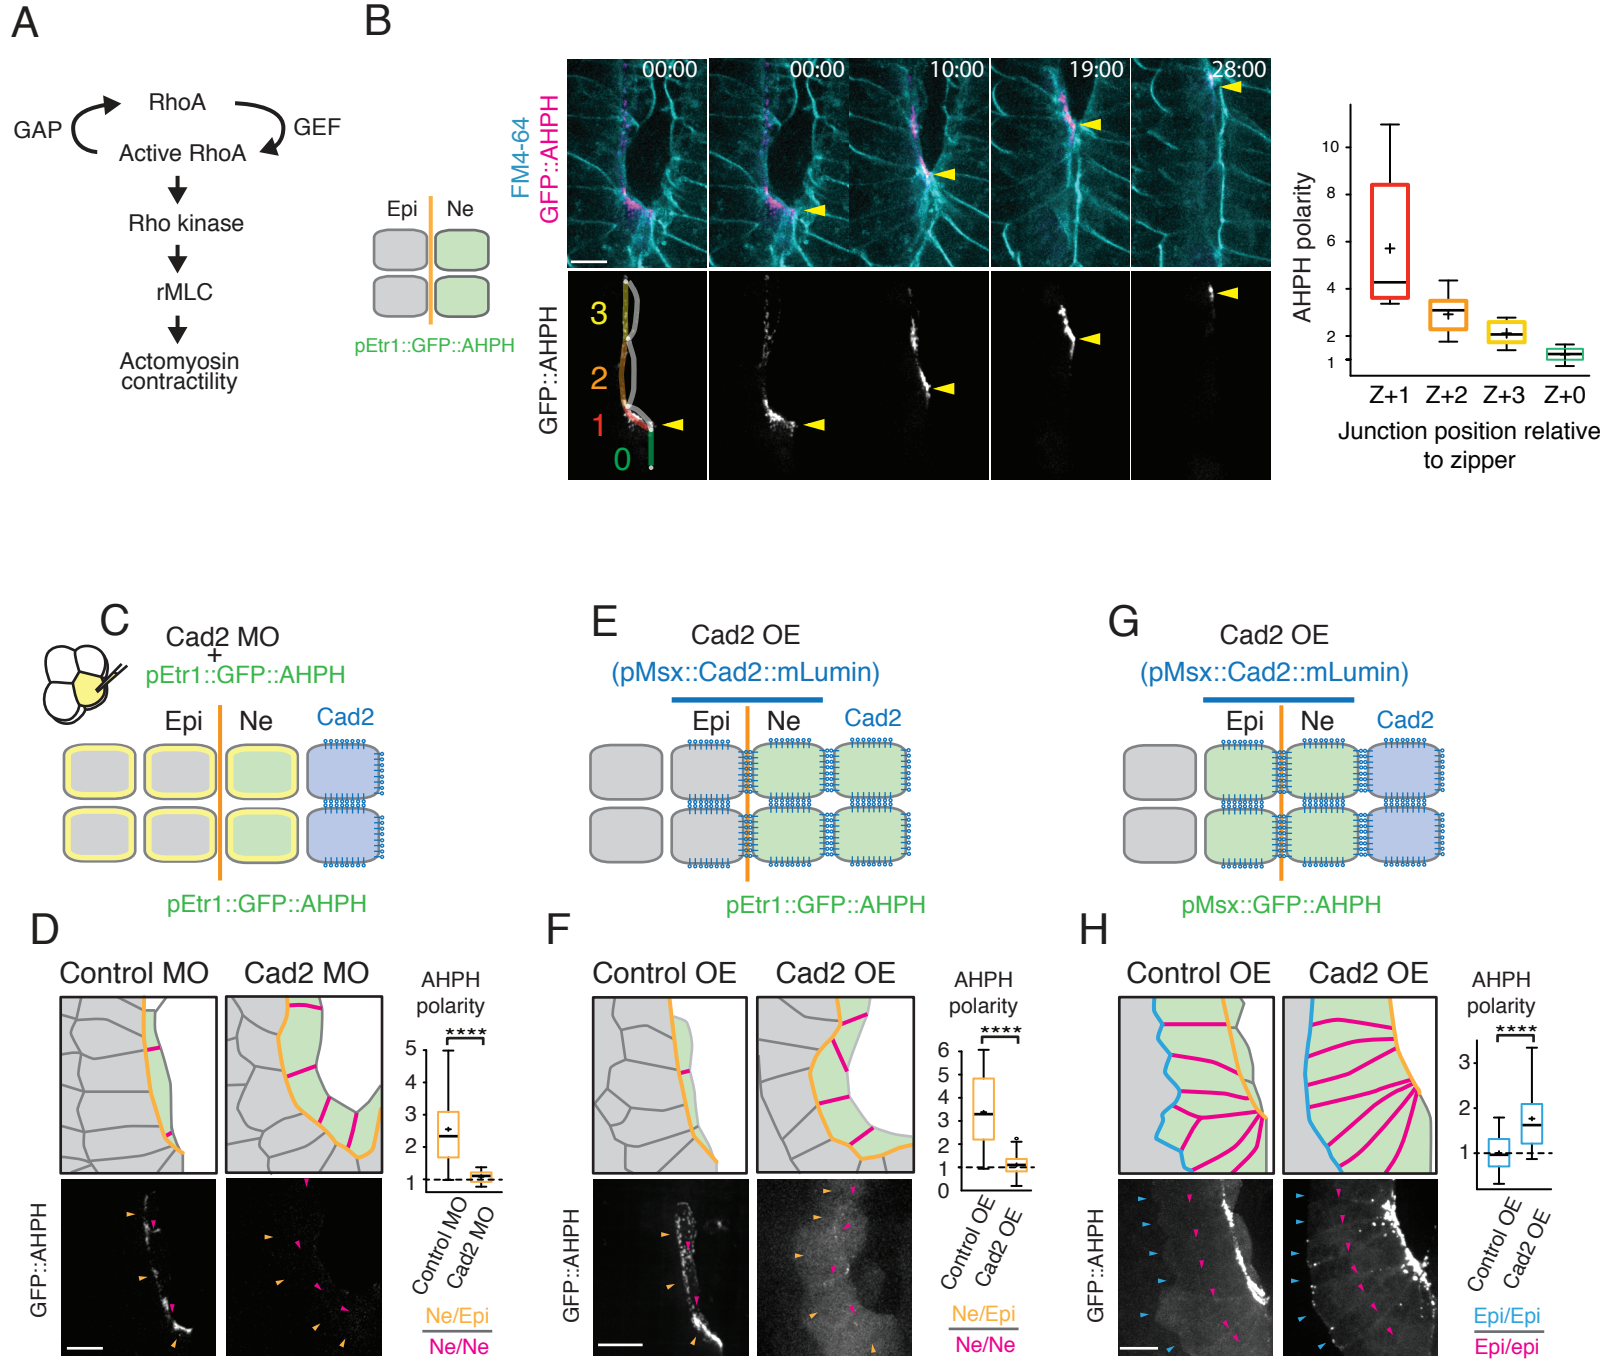 A
RhoA
GAP
GEF
Active RhoA
Rho kinase
rMLC
Actomyosin
contractility
B
Epi
Ne
pEtr1::GFP::AHPH
FM4-64
GFP::AHPH
00:00
00:00
10:00
19:00
28:00
GFP::AHPH
3
2
1
0
AHPH polarity
10
8
6
4
2
1
Z+1
Z+2
Z+3
Z+0
Junction position relative
to zipper
C
Cad2 MO
+
pEtr1::GFP::AHPH
Epi
Ne
Cad2
pEtr1::GFP::AHPH
D
Control MO
Cad2 MO
GFP::AHPH
AHPH
polarity
****
5
4
3
2
1
Control MO
Cad2 MO
Ne/Epi
Ne/Ne
E
Cad2 OE
(pMsx::Cad2::mLumin)
Epi
Ne
Cad2
pEtr1::GFP::AHPH
F
Control OE
Cad2 OE
GFP::AHPH
AHPH
polarity
****
6
5
4
3
2
1
0
Control OE
Cad2 OE
Ne/Epi
Ne/Ne
G
Cad2 OE
(pMsx::Cad2::mLumin)
Epi
Ne
Cad2
pMsx::GFP::AHPH
H
Control OE
Cad2 OE
GFP::AHPH
AHPH
polarity
****
3
2
1
Control OE
Cad2 OE
Epi/Epi
Epi/epi